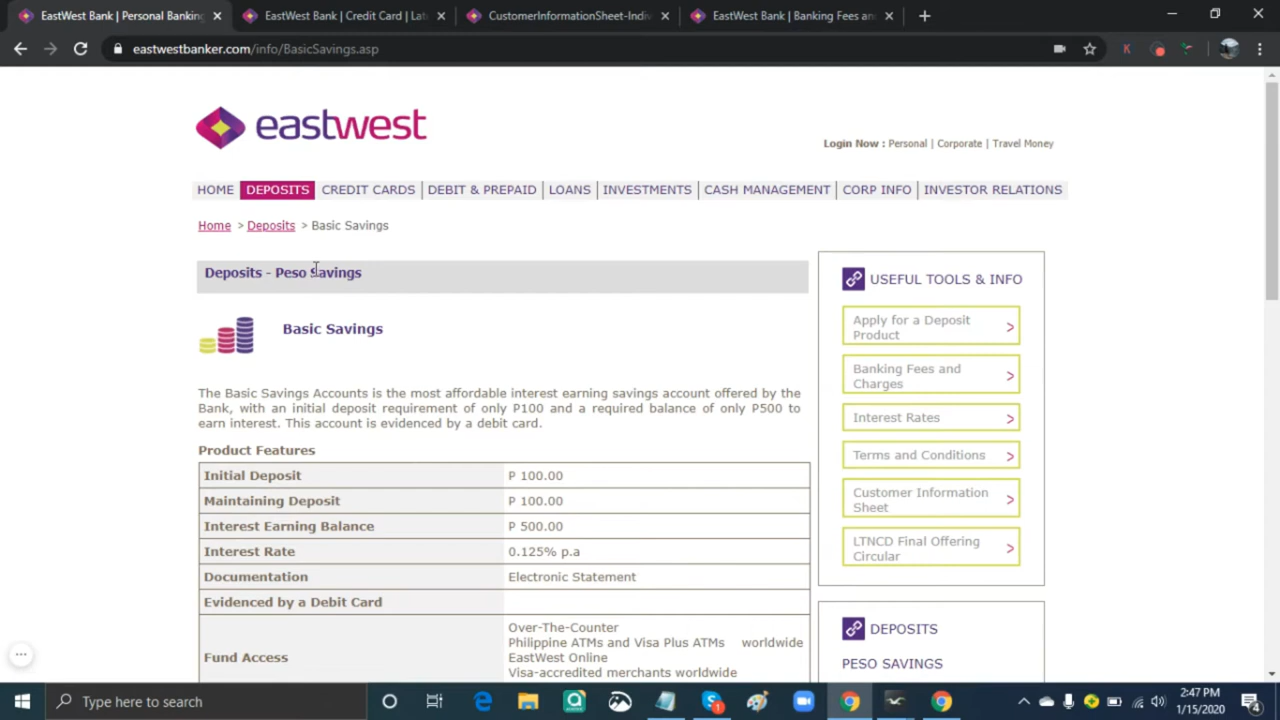 EastWest Bank | Personal Banking
EastWest Bank | Credit Card | Lat
CustomerInformationSheet-Indiv
EastWest Bank | Banking Fees an
eastwestbanker.com/info/BasicSavings.asp
K
eastwest
Login Now : Personal | Corporate | Travel Money
HOME
DEPOSITS
CREDIT CARDS
DEBIT & PREPAID
LOANS
INVESTMENTS
CASH MANAGEMENT
CORP INFO
INVESTOR RELATIONS
Home > Deposits > Basic Savings
Deposits - Peso Savings
Basic Savings
The Basic Savings Accounts is the most affordable interest earning savings account offered by the
Bank, with an initial deposit requirement of only P100 and a required balance of only P500 to
earn interest. This account is evidenced by a debit card.
Product Features
Initial Deposit P 100.00
Maintaining Deposit P 100.00
Interest Earning Balance P 500.00
Interest Rate 0.125% p.a
Documentation Electronic Statement
Evidenced by a Debit Card
Fund Access
Over-The-Counter
Philippine ATMs and Visa Plus ATMs worldwide
EastWest Online
Visa-accredited merchants worldwide
USEFUL TOOLS & INFO
Apply for a Deposit
Product
Banking Fees and
Charges
Interest Rates
Terms and Conditions
Customer Information
Sheet
LTNCD Final Offering
Circular
DEPOSITS
PESO SAVINGS
Type here to search
2:47 PM
1/15/2020
4